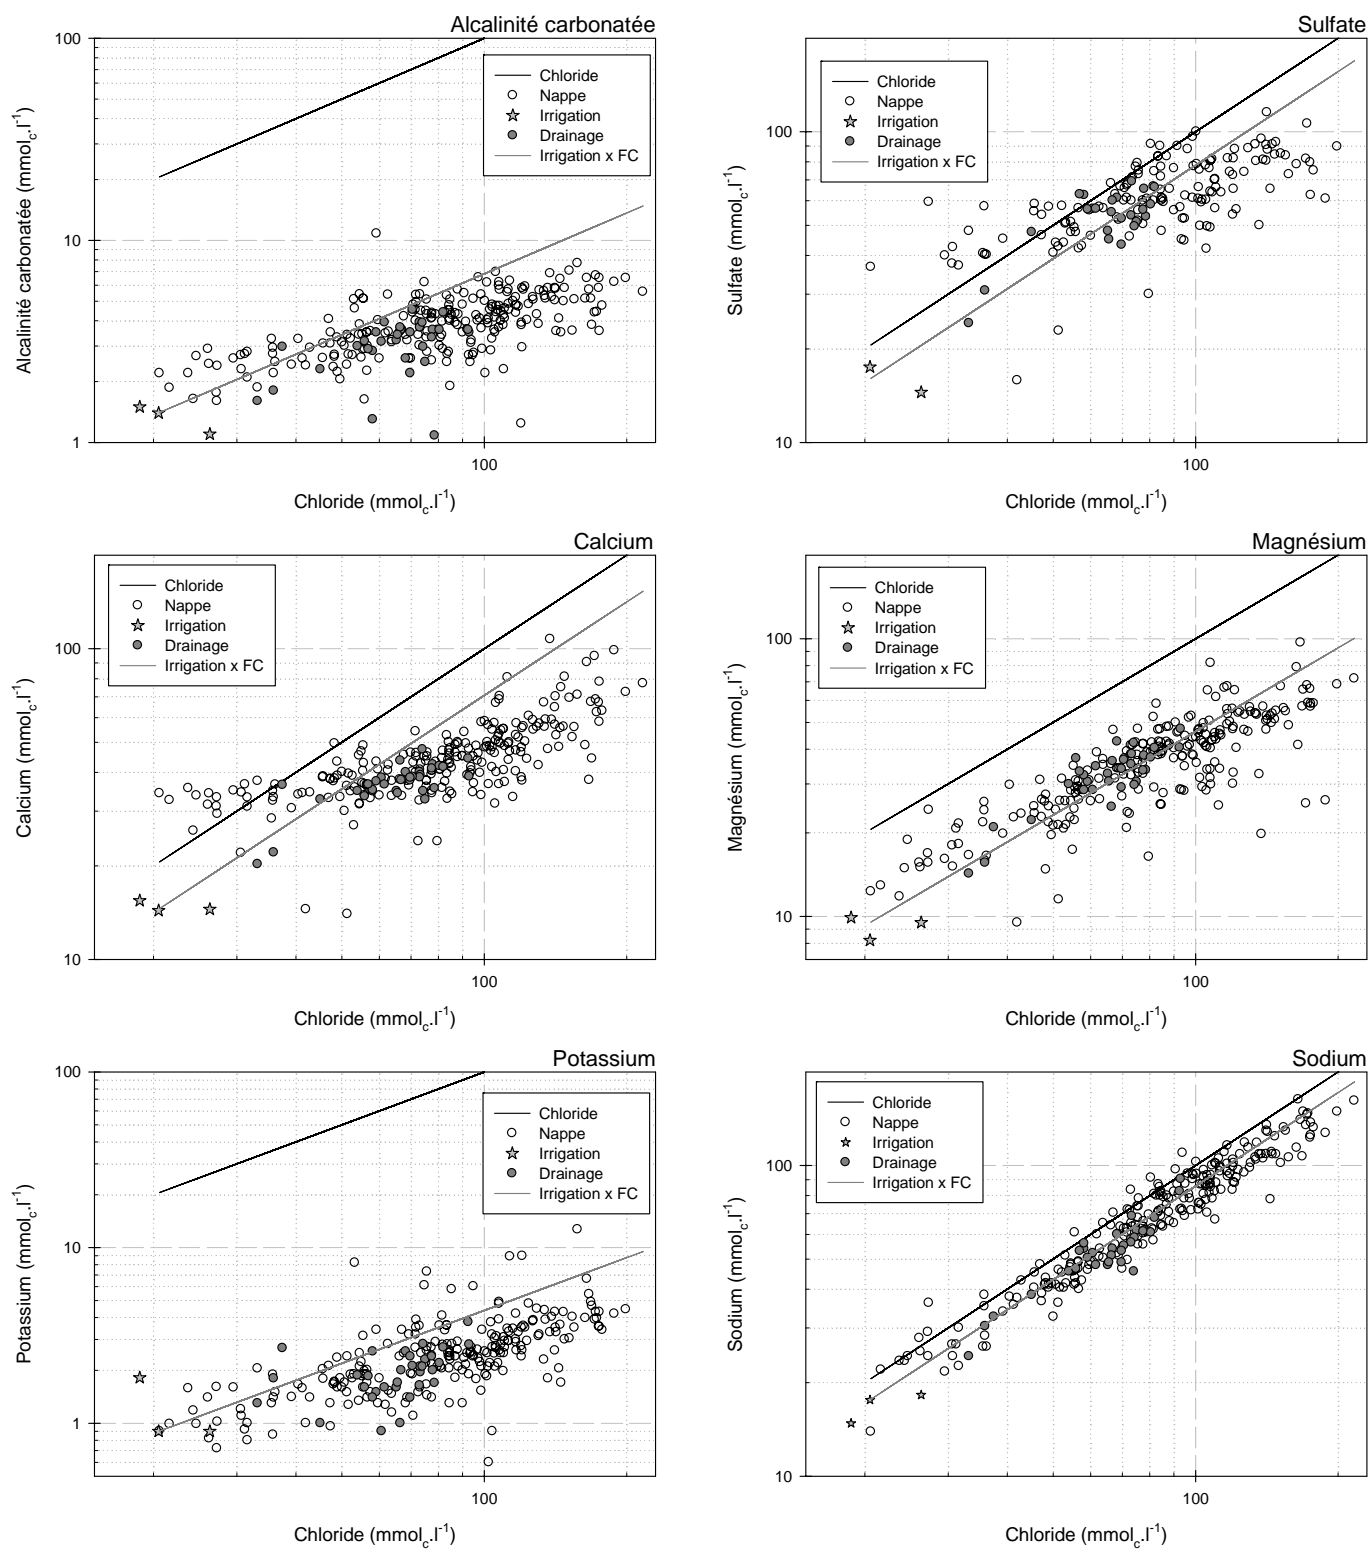 Alcalinité carbonatée
100
10
1
Alcalinité carbonatée (mmolc.l-1)
Chloride
Nappe
Irrigation
Drainage
Irrigation x FC
100
Chloride (mmolc.l-1)
Sulfate
100
10
Sulfate (mmolc.l-1)
Chloride
Nappe
Irrigation
Drainage
Irrigation x FC
100
Chloride (mmolc.l-1)
Calcium
100
10
Calcium (mmolc.l-1)
Chloride
Nappe
Irrigation
Drainage
Irrigation x FC
100
Chloride (mmolc.l-1)
Magnésium
100
10
Magnésium (mmolc.l-1)
Chloride
Nappe
Irrigation
Drainage
Irrigation x FC
100
Chloride (mmolc.l-1)
Potassium
100
10
1
Potassium (mmolc.l-1)
Chloride
Nappe
Irrigation
Drainage
Irrigation x FC
100
Chloride (mmolc.l-1)
Sodium
100
10
Sodium (mmolc.l-1)
Chloride
Nappe
Irrigation
Drainage
Irrigation x FC
100
Chloride (mmolc.l-1)